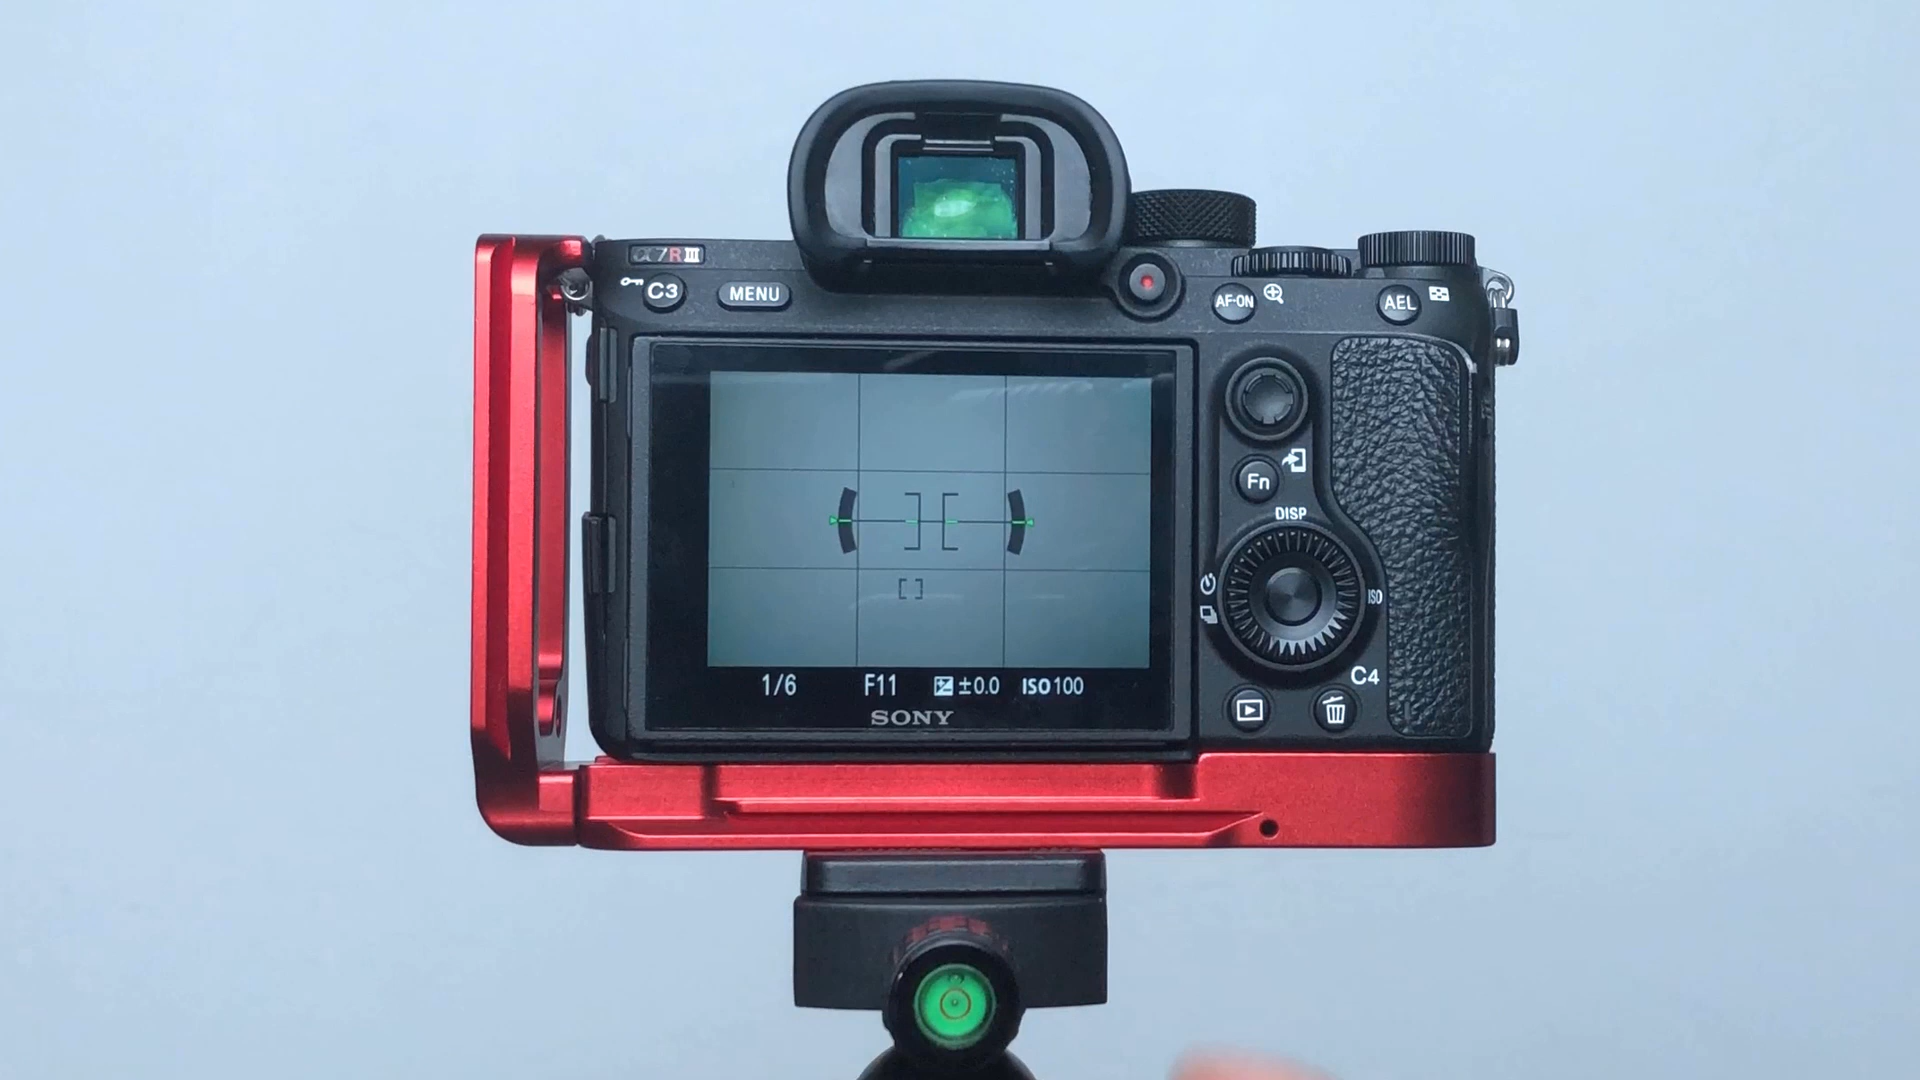 α7RIII
C3
MENU
AF-ON
AEL
Fn
DISP
ISO
C4
1/6 F11 ±0.0 ISO100
SONY